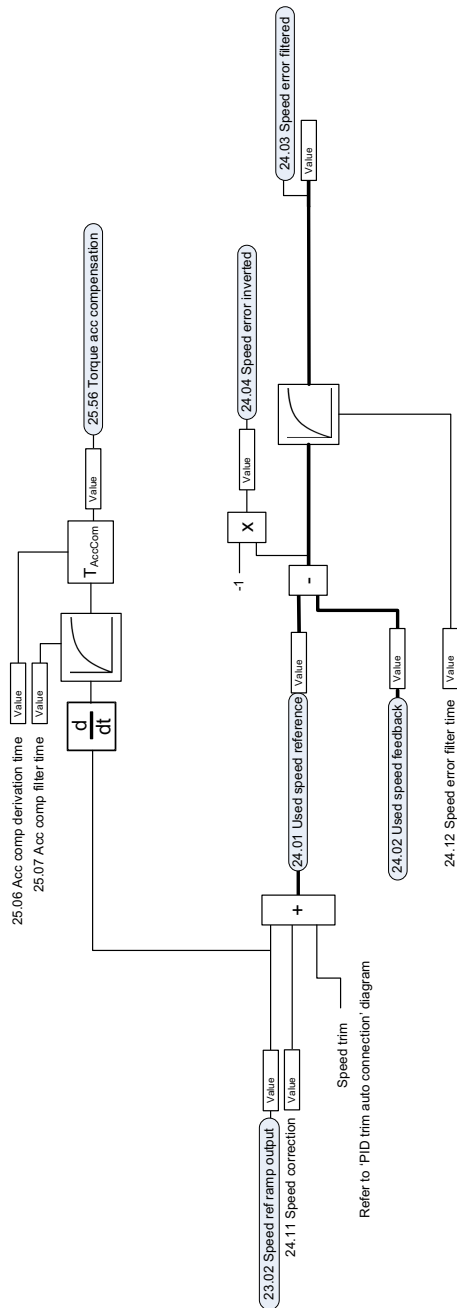 25.06 Acc comp derivation time
Value
25.07 Acc comp filter time
Value
d
dt
TAccCom
Value
25.56 Torque acc compensation
23.02 Speed ref ramp output
Value
24.11 Speed correction
Value
Speed trim
Refer to 'PID trim auto connection' diagram
+
24.01 Used speed reference
Value
24.02 Used speed feedback
Value
-
-1
X
Value
24.04 Speed error inverted
24.12 Speed error filter time
Value
Value
24.03 Speed error filtered